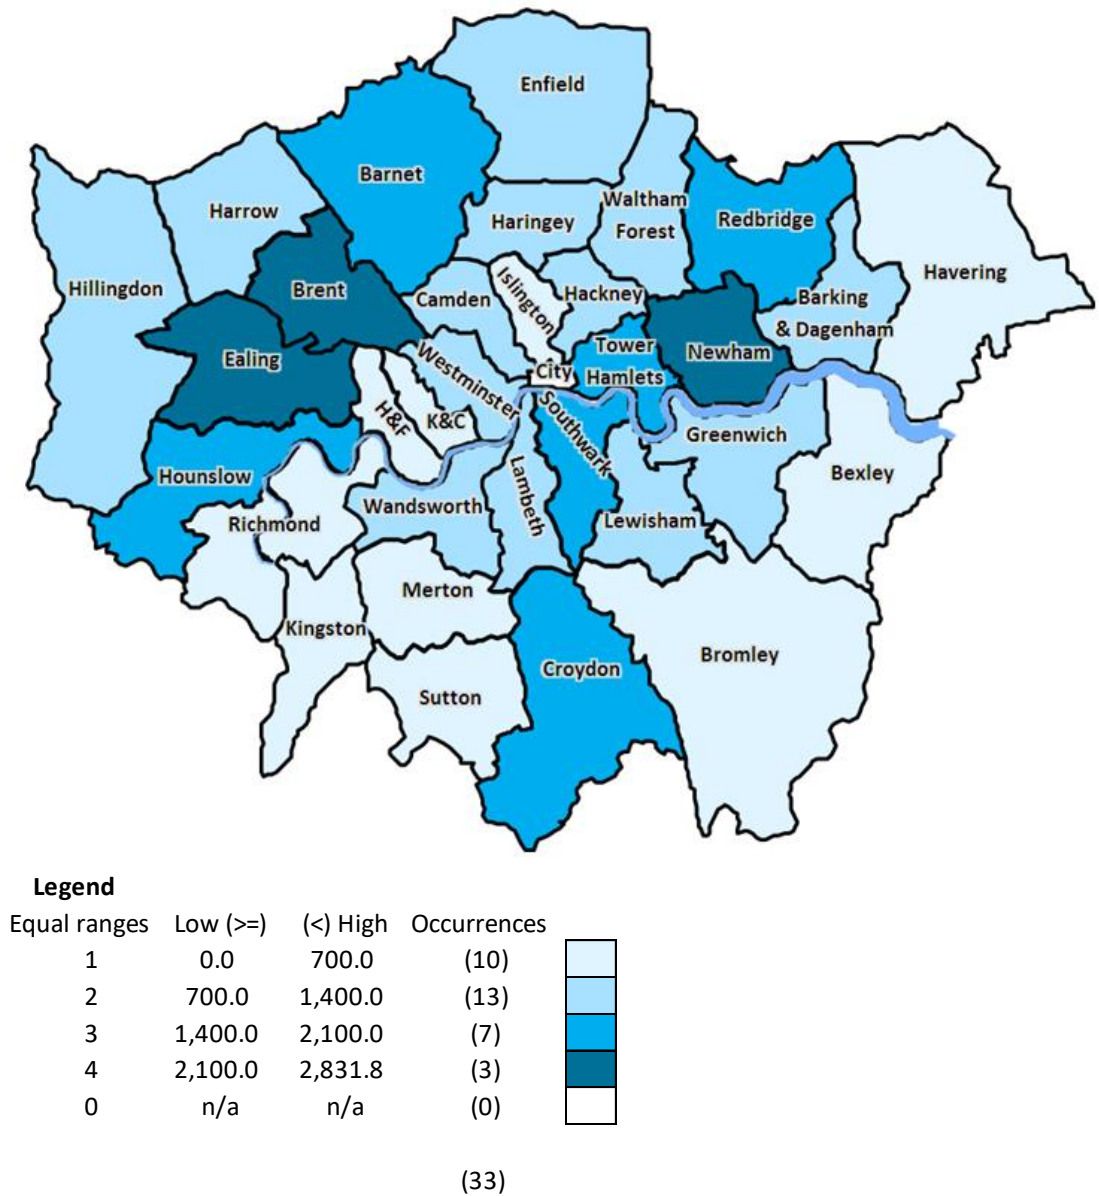 Enfield
Barnet
Harrow
Haringey
Waltham
Forest
Redbridge
Havering
Hillingdon
Brent
Camden
Islington
Hackney
Barking
& Dagenham
Ealing
Westminster
City
Tower
Hamlets
Newham
H&F
K&C
Southwark
Greenwich
Hounslow
Bexley
Richmond
Wandsworth
Lambeth
Lewisham
Merton
Kingston
Bromley
Croydon
Sutton
Legend
Equal ranges Low (>=) (<) High Occurrences
1 0.0 700.0 (10)
2 700.0 1,400.0 (13)
3 1,400.0 2,100.0 (7)
4 2,100.0 2,831.8 (3)
0 n/a n/a (0)
(33)